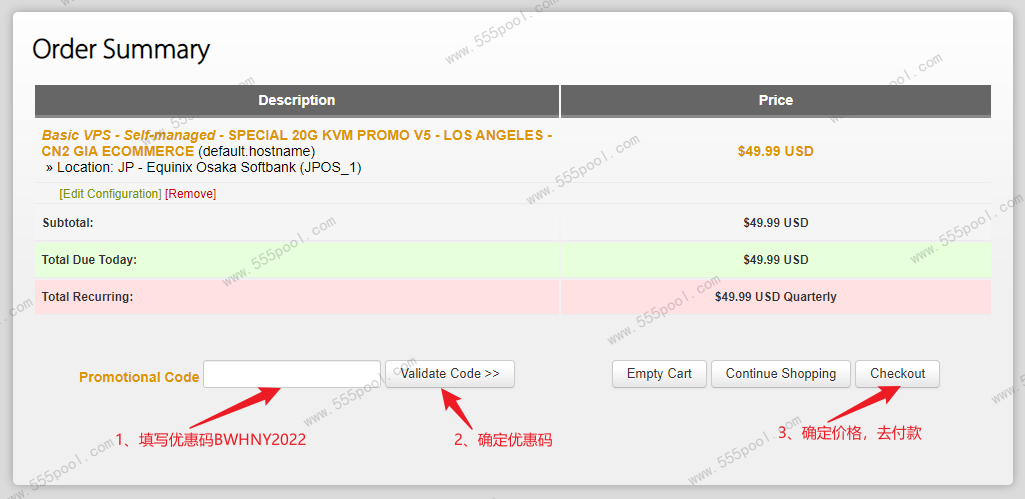 Order Summary
Description Price
Basic VPS - Self-managed - SPECIAL 20G KVM PROMO V5 - LOS ANGELES -
CN2 GIA ECOMMERCE (default.hostname) $49.99 USD
» Location: JP - Equinix Osaka Softbank (JPOS_1)
[Edit Configuration] [Remove]
Subtotal: $49.99 USD
Total Due Today: $49.99 USD
Total Recurring: $49.99 USD Quarterly
Promotional Code Validate Code >> Empty Cart Continue Shopping Checkout
1、填写优惠码BWHNY2022 2、确定优惠码 3、确定价格，去付款
www.555pool.com